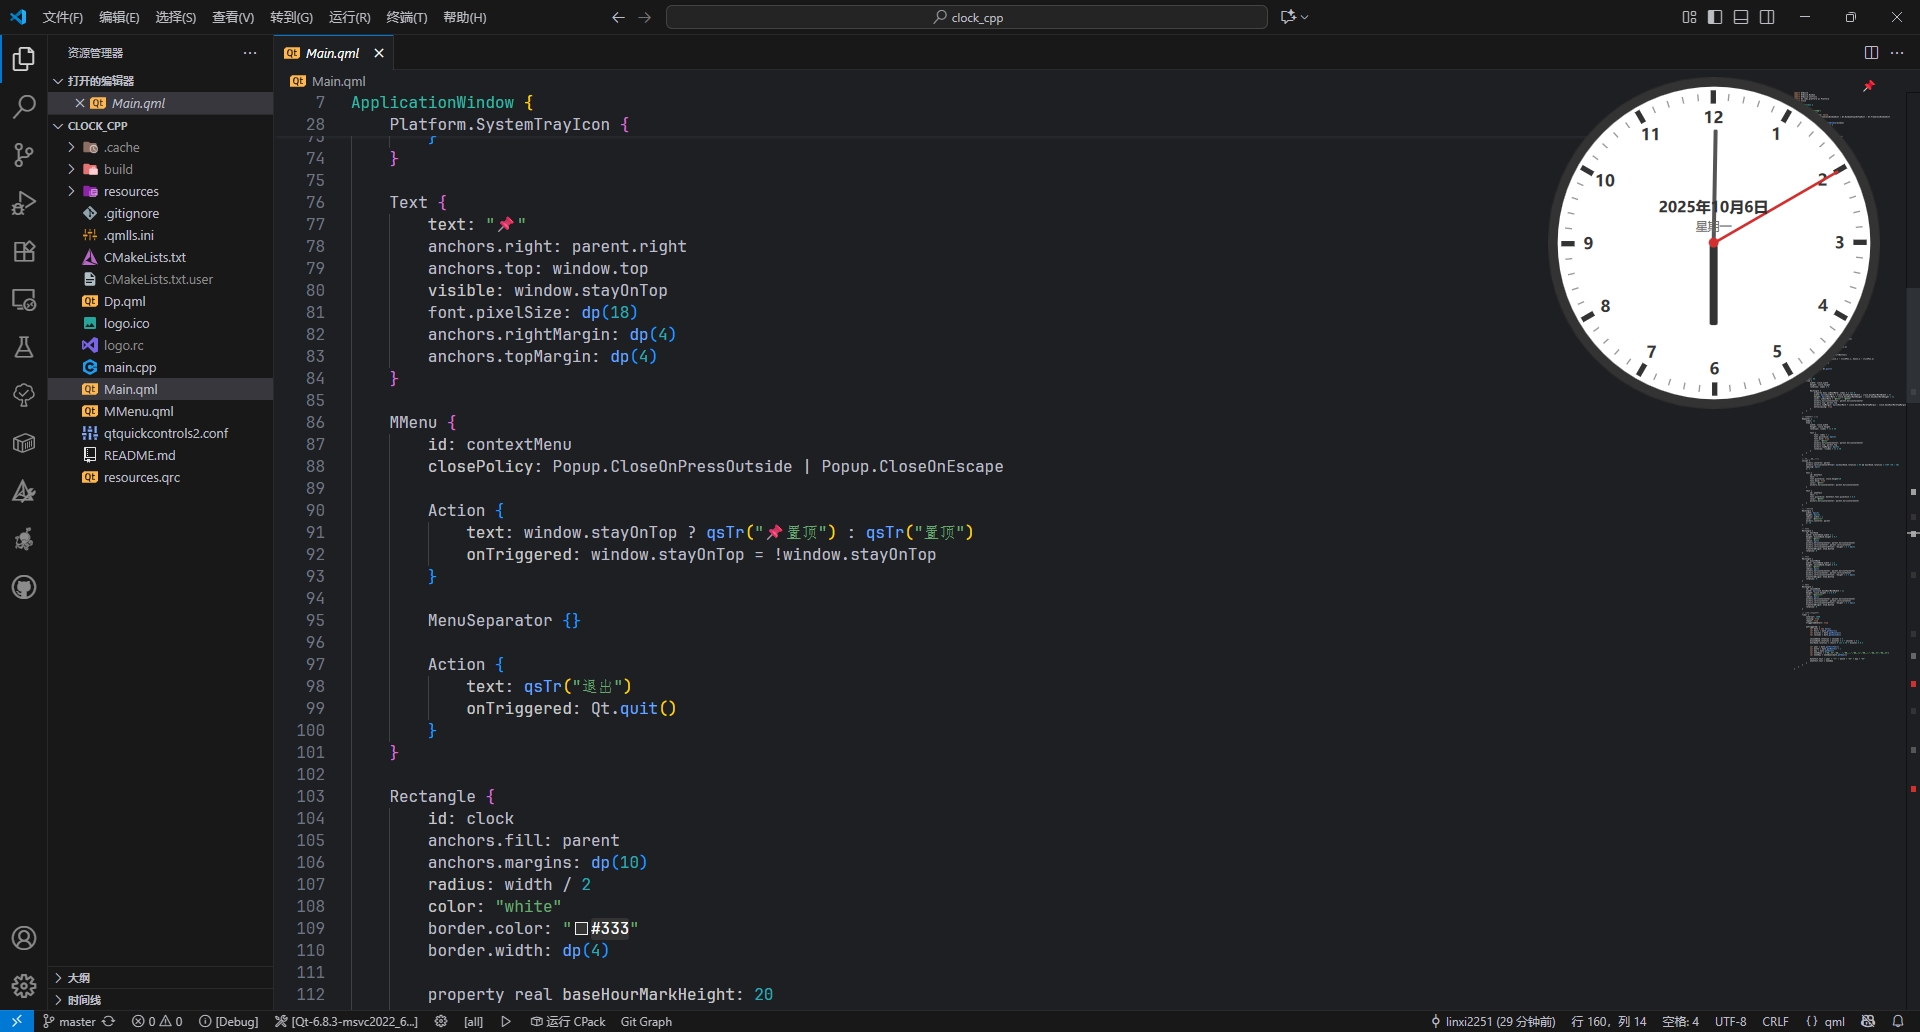 文件(F) 编辑(E) 选择(S) 查看(V) 转到(G) 运行(R) 终端(T) 帮助(H) clock_cpp
资源管理器
打开的编辑器
Main.qml
CLOCK_CPP
.cache
build
resources
.gitignore
.qmlls.ini
CMakeLists.txt
CMakeLists.txt.user
Dp.qml
logo.ico
logo.rc
main.cpp
Main.qml
MMenu.qml
qtquickcontrols2.conf
README.md
resources.qrc
大纲
时间线
Main.qml
Main.qml
7 ApplicationWindow {
28 Platform.SystemTrayIcon {
73 }
74 }
75
76 Text {
77 text: "📌"
78 anchors.right: parent.right
79 anchors.top: window.top
80 visible: window.stayOnTop
81 font.pixelSize: dp(18)
82 anchors.rightMargin: dp(4)
83 anchors.topMargin: dp(4)
84 }
85
86 MMenu {
87 id: contextMenu
88 closePolicy: Popup.CloseOnPressOutside | Popup.CloseOnEscape
89
90 Action {
91 text: window.stayOnTop ? qsTr("📌置顶") : qsTr("置顶")
92 onTriggered: window.stayOnTop = !window.stayOnTop
93 }
94
95 MenuSeparator {}
96
97 Action {
98 text: qsTr("退出")
99 onTriggered: Qt.quit()
100 }
101 }
102
103 Rectangle {
104 id: clock
105 anchors.fill: parent
106 anchors.margins: dp(10)
107 radius: width / 2
108 color: "white"
109 border.color: "#333"
110 border.width: dp(4)
111
112 property real baseHourMarkHeight: 20
12
1
2
3
4
5
6
7
8
9
10
11
2025年10月6日
星期一
master 0 0 [Debug] [Qt-6.8.3-msvc2022_6...] [all] 运行 CPack Git Graph linxi2251 (29 分钟前) 行 160，列 14 空格: 4 UTF-8 CRLF {} qml